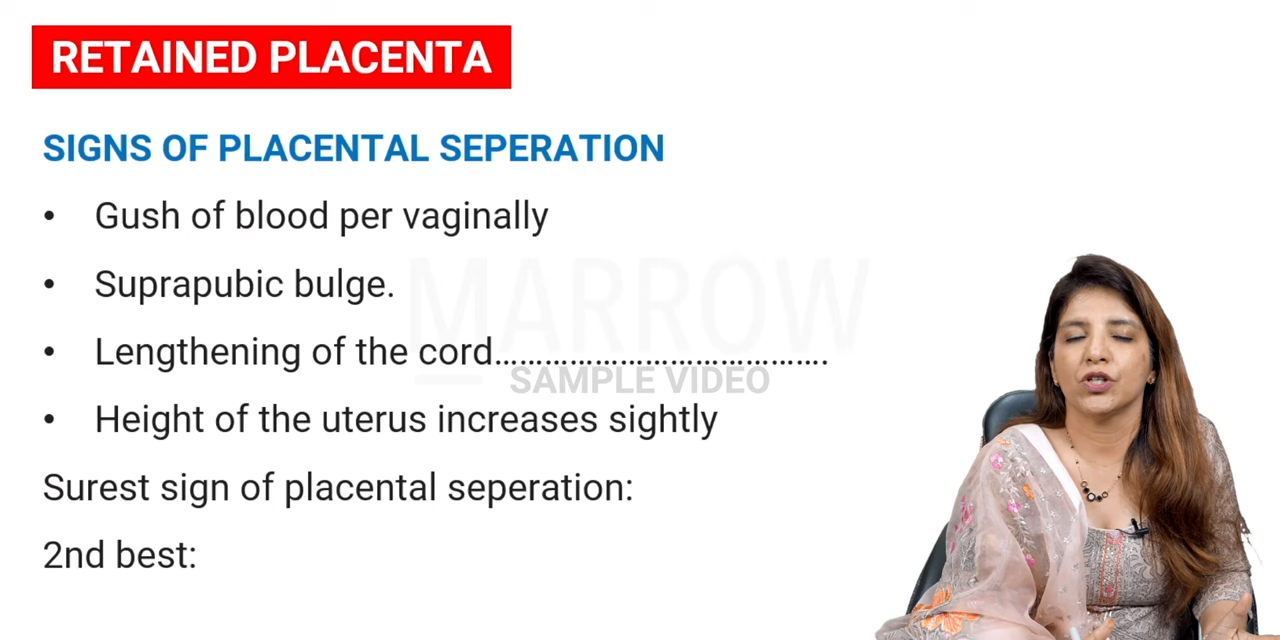 RETAINED PLACENTA
SIGNS OF PLACENTAL SEPERATION
• Gush of blood per vaginally
• Suprapubic bulge.
MARROW
• Lengthening of the cord…………………………………….
SAMPLE VIDEO
• Height of the uterus increases sightly
Surest sign of placental seperation:
2nd best: